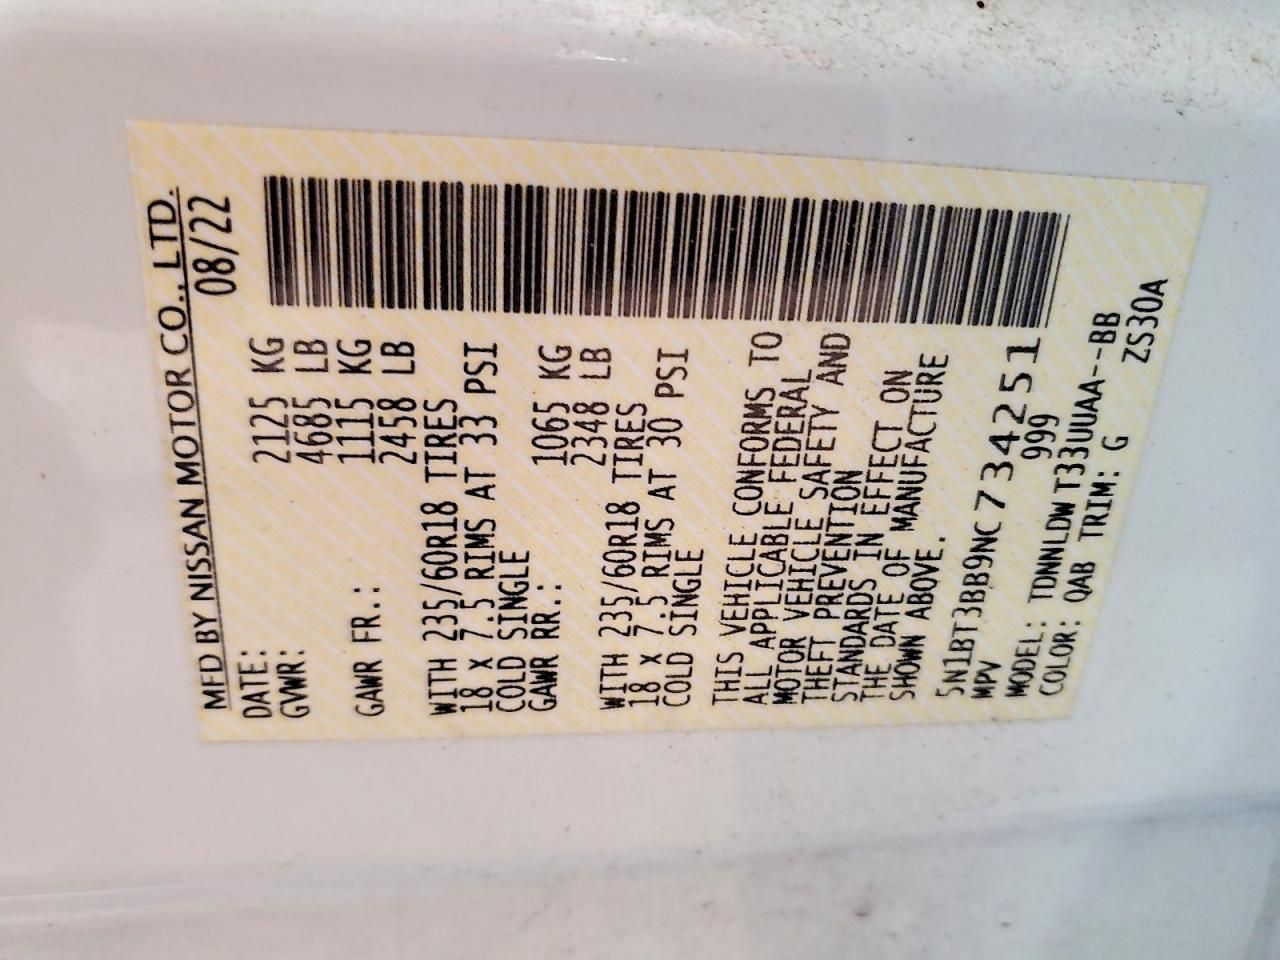 MFD BY NISSAN MOTOR CO., LTD.
DATE: 08/22
GVWR: 2125 KG
4685 LB
GAWR FR.: 1115 KG
2458 LB
WITH 235/60R18 TIRES
18 x 7.5 RIMS AT 33 PSI
COLD SINGLE
GAWR RR.: 1065 KG
2348 LB
WITH 235/60R18 TIRES
18 x 7.5 RIMS AT 30 PSI
COLD SINGLE
THIS VEHICLE CONFORMS TO
ALL APPLICABLE FEDERAL
MOTOR VEHICLE SAFETY AND
THEFT PREVENTION
STANDARDS IN EFFECT ON
THE DATE OF MANUFACTURE
SHOWN ABOVE.
5N1BT3BB9NC734251
MPV 999
MODEL: TDNNLDWT33UUAA--BB
COLOR: QAB TRIM: G ZS30A